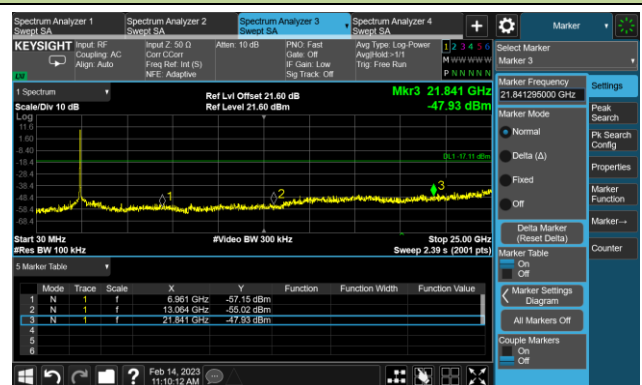 Spectrum Analyzer 1
Swept SA
Spectrum Analyzer 2
Swept SA
Spectrum Analyzer 3
Swept SA
Spectrum Analyzer 4
Swept SA
+
Marker
KEYSIGHT
Input: RF
Coupling: AC
Align: Auto
Input Z: 50 Ω
Corr CCorr
Freq Ref: Int (S)
NFE: Adaptive
Atten: 10 dB
PNO: Fast
Gate: Off
IF Gain: Low
Sig Track: Off
Avg Type: Log-Power
Avg|Hold:>1/1
Trig: Free Run
1 2 3 4 5 6
M W W W W W
P N N N N N
LW
Select Marker
Marker 3
1 Spectrum
Scale/Div 10 dB
Ref Lvl Offset 21.60 dB
Ref Level 21.60 dBm
Mkr3 21.841 GHz
-47.93 dBm
Log
11.6
1.60
-8.40
-18.4
-28.4
-38.4
-48.4
-58.4
-68.4
DL1 -17.11 dBm
1
2
3
Start 30 MHz
#Res BW 100 kHz
#Video BW 300 kHz
Stop 25.00 GHz
Sweep 2.39 s (2001 pts)
5 Marker Table
Mode Trace Scale X Y Function Function Width Function Value
1 N 1 f 6.961 GHz -57.15 dBm
2 N 1 f 13.064 GHz -55.02 dBm
3 N 1 f 21.841 GHz -47.93 dBm
4
5
6
Marker Frequency
21.841295000 GHz
Marker Mode
Normal
Delta (Δ)
Fixed
Off
Delta Marker
(Reset Delta)
Marker Table
On
Off
Marker Settings
Diagram
All Markers Off
Couple Markers
On
Off
Settings
Peak
Search
Pk Search
Config
Properties
Marker
Function
Marker→
Counter
?
Feb 14, 2023
11:10:12 AM